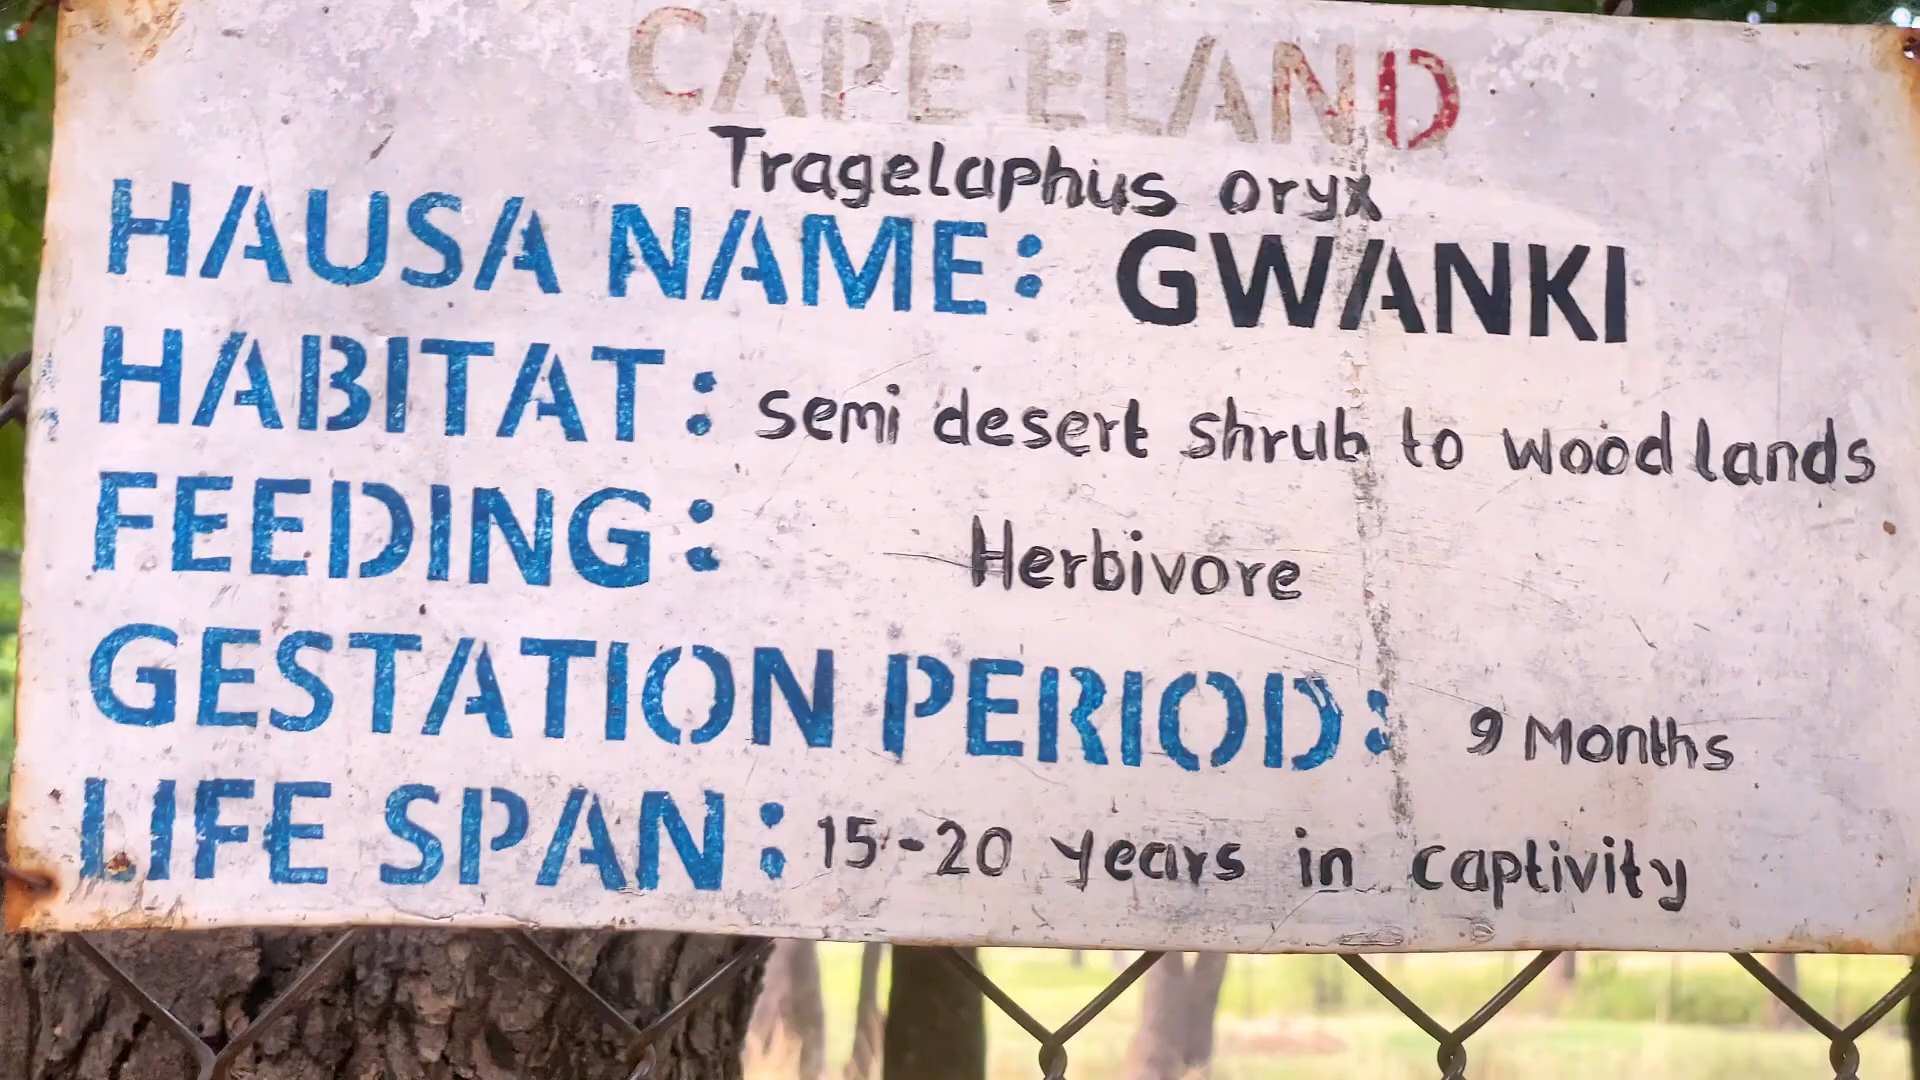 CAPE ELAND
Tragelaphus oryx
HAUSA NAME: GWANKI
HABITAT: Semi desert shrub to wood lands
FEEDING: Herbivore
GESTATION PERIOD: 9 Months
LIFE SPAN: 15-20 years in captivity